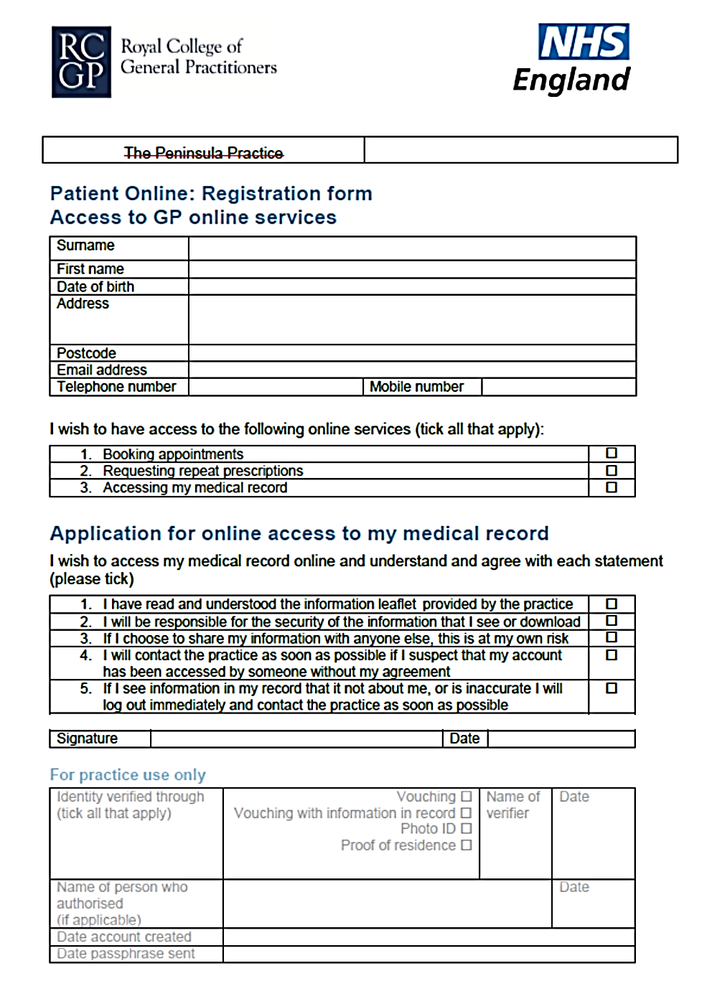 RC
GP
Royal College of
General Practitioners
NHS
England
The Peninsula Practice
Patient Online: Registration form
Access to GP online services
Surname
First name
Date of birth
Address
Postcode
Email address
Telephone number
Mobile number
I wish to have access to the following online services (tick all that apply):
1. Booking appointments ☐
2. Requesting repeat prescriptions ☐
3. Accessing my medical record ☐
Application for online access to my medical record
I wish to access my medical record online and understand and agree with each statement
(please tick)
1. I have read and understood the information leaflet provided by the practice ☐
2. I will be responsible for the security of the information that I see or download ☐
3. If I choose to share my information with anyone else, this is at my own risk ☐
4. I will contact the practice as soon as possible if I suspect that my account ☐
has been accessed by someone without my agreement
5. If I see information in my record that it not about me, or is inaccurate I will ☐
log out immediately and contact the practice as soon as possible
Signature
Date
For practice use only
Identity verified through
(tick all that apply)
Vouching ☐
Vouching with information in record ☐
Photo ID ☐
Proof of residence ☐
Name of
verifier
Date
Name of person who
authorised
(if applicable)
Date
Date account created
Date passphrase sent